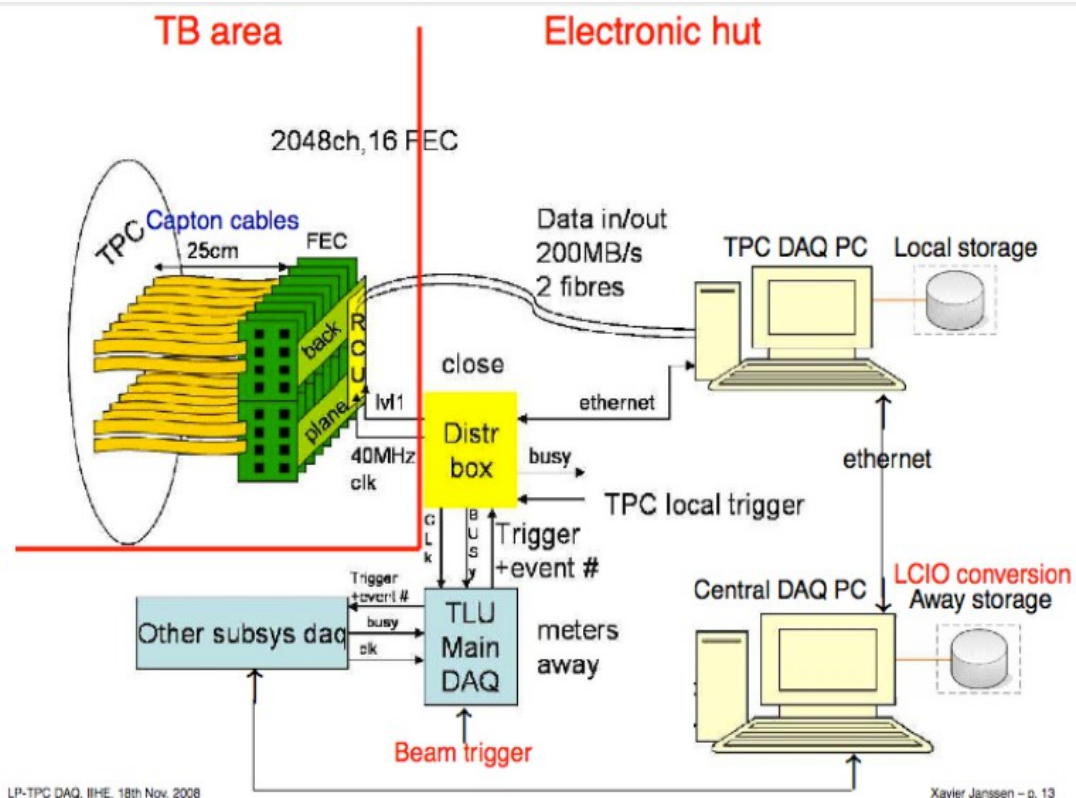 TB area
Electronic hut
2048ch,16 FEC
TPC
Capton cables
25cm
FEC
back
plane
RCU
Data in/out
200MB/s
2 fibres
TPC DAQ PC
Local storage
close
lvl1
40MHz
clk
Distr
box
ethernet
busy
TPC local trigger
ethernet
CLk
BUSy
Trigger
+event #
Trigger
+event #
busy
clk
Other subsys daq
TLU
Main
DAQ
meters
away
Beam trigger
Central DAQ PC
LCIO conversion
Away storage
LP-TPC DAQ, IIHE, 18th Nov. 2008
Xavier Janssen – p. 13